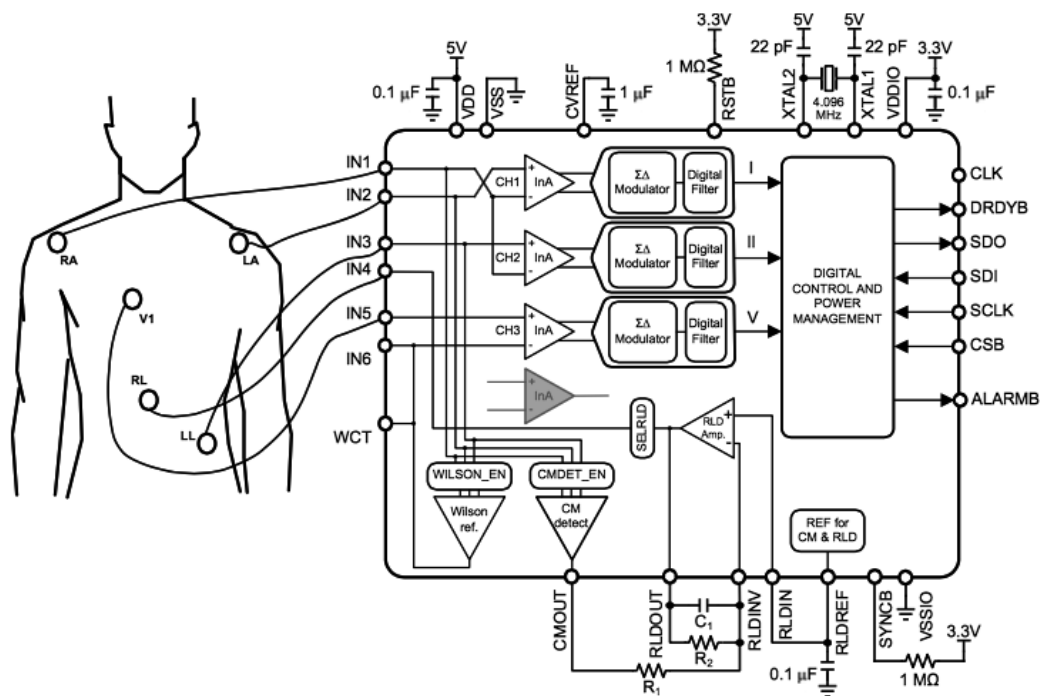 3.3V
5V
5V
5V
22 pF
22 pF
3.3V
1 MΩ
0.1 µF
1 µF
4.096
MHz
0.1 µF
VDD
VSS
CVREF
RSTB
XTAL2
XTAL1
VDDIO
IN1
IN2
IN3
IN4
IN5
IN6
WCT
RA
LA
V1
RL
LL
CH1
+
-
InA
ΣΔ
Modulator
Digital
Filter
I
CH2
+
-
InA
ΣΔ
Modulator
Digital
Filter
II
CH3
+
-
InA
ΣΔ
Modulator
Digital
Filter
V
+
-
InA
DIGITAL
CONTROL AND
POWER
MANAGEMENT
CLK
DRDYB
SDO
SDI
SCLK
CSB
ALARMB
SELRLD
RLD
Amp.
+
-
WILSON_EN
CMDET_EN
Wilson
ref.
CM
detect
REF for
CM & RLD
CMOUT
RLDOUT
RLDINV
RLDIN
RLDREF
SYNCB
VSSIO
C1
R2
R1
0.1 µF
3.3V
1 MΩ